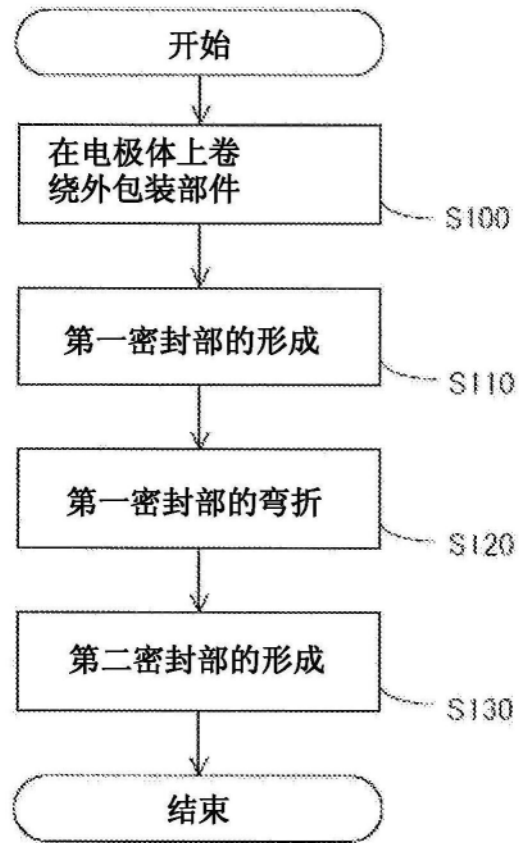 开始
在电极体上卷
绕外包装部件
S100
第一密封部的形成
S110
第一密封部的弯折
S120
第二密封部的形成
S130
结束